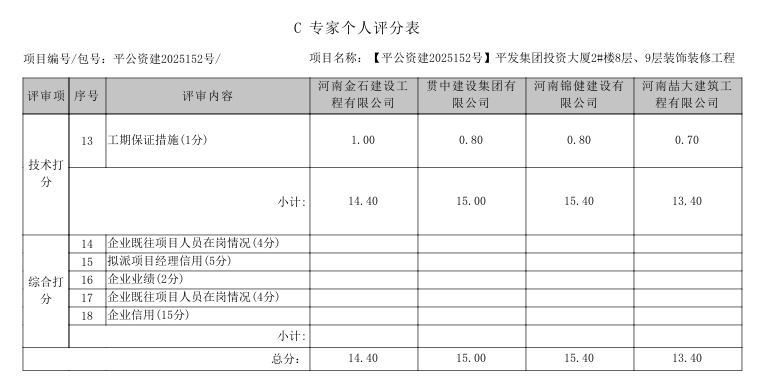 C 专家个人评分表
项目编号/包号: 平公资建2025152号/ 项目名称: 【平公资建2025152号】平发集团投资大厦2#楼8层、9层装饰装修工程
评审项 序号 评审内容 河南金石建设工程有限公司 贯中建设集团有限公司 河南锦健建设有限公司 河南喆大建筑工程有限公司
技术打分 13 工期保证措施(1分) 1.00 0.80 0.80 0.70
小计: 14.40 15.00 15.40 13.40
综合打分 14 企业既往项目人员在岗情况(4分)
15 拟派项目经理信用(5分)
16 企业业绩(2分)
17 企业既往项目人员在岗情况(4分)
18 企业信用(15分)
小计:
总分: 14.40 15.00 15.40 13.40